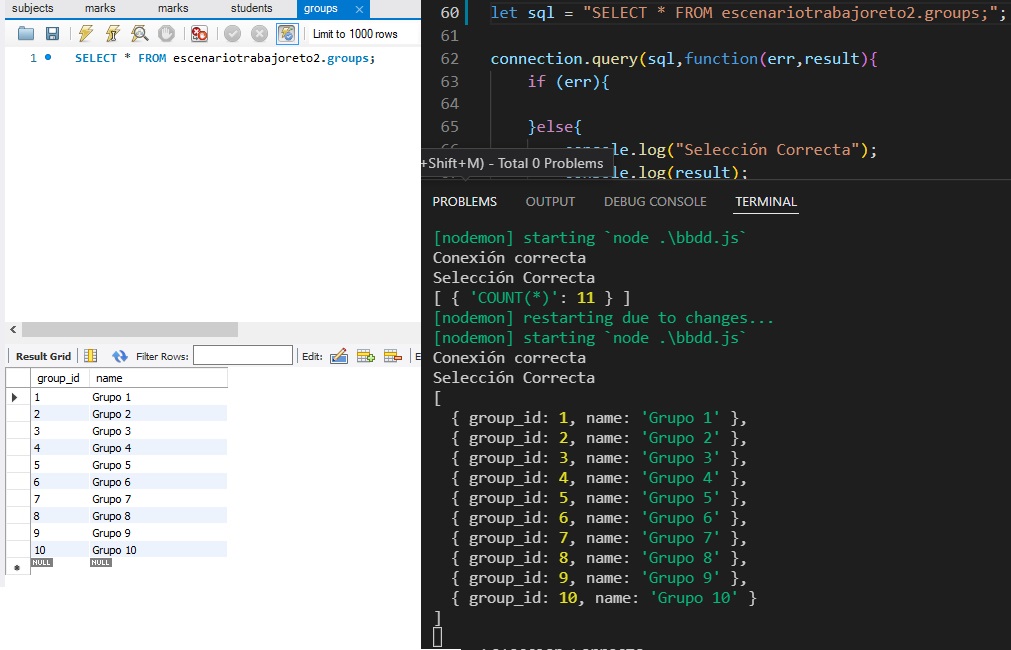 subjects marks marks students groups
Limit to 1000 rows
1 SELECT * FROM escenariotrabajoreto2.groups;
Result Grid Filter Rows: Edit:
group_id name
1 Grupo 1
2 Grupo 2
3 Grupo 3
4 Grupo 4
5 Grupo 5
6 Grupo 6
7 Grupo 7
8 Grupo 8
9 Grupo 9
10 Grupo 10
NULL NULL
60 let sql = "SELECT * FROM escenariotrabajoreto2.groups;";
61
62 connection.query(sql,function(err,result){
63 if (err){
64
65 }else{
console.log("Selección Correcta");
+Shift+M) - Total 0 Problems
le.log(result);
PROBLEMS OUTPUT DEBUG CONSOLE TERMINAL
[nodemon] starting `node .\bbdd.js`
Conexión correcta
Selección Correcta
[ { 'COUNT(*)': 11 } ]
[nodemon] restarting due to changes...
[nodemon] starting `node .\bbdd.js`
Conexión correcta
Selección Correcta
[
{ group_id: 1, name: 'Grupo 1' },
{ group_id: 2, name: 'Grupo 2' },
{ group_id: 3, name: 'Grupo 3' },
{ group_id: 4, name: 'Grupo 4' },
{ group_id: 5, name: 'Grupo 5' },
{ group_id: 6, name: 'Grupo 6' },
{ group_id: 7, name: 'Grupo 7' },
{ group_id: 8, name: 'Grupo 8' },
{ group_id: 9, name: 'Grupo 9' },
{ group_id: 10, name: 'Grupo 10' }
]